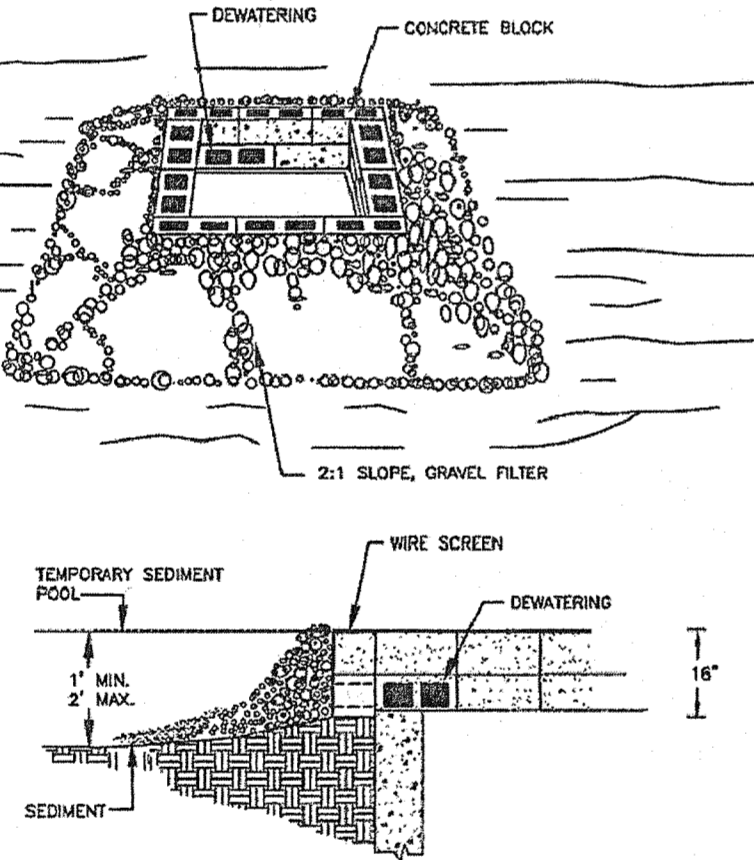 DEWATERING
CONCRETE BLOCK
2:1 SLOPE, GRAVEL FILTER
WIRE SCREEN
TEMPORARY SEDIMENT
POOL
DEWATERING
1' MIN.
2' MAX.
16"
SEDIMENT